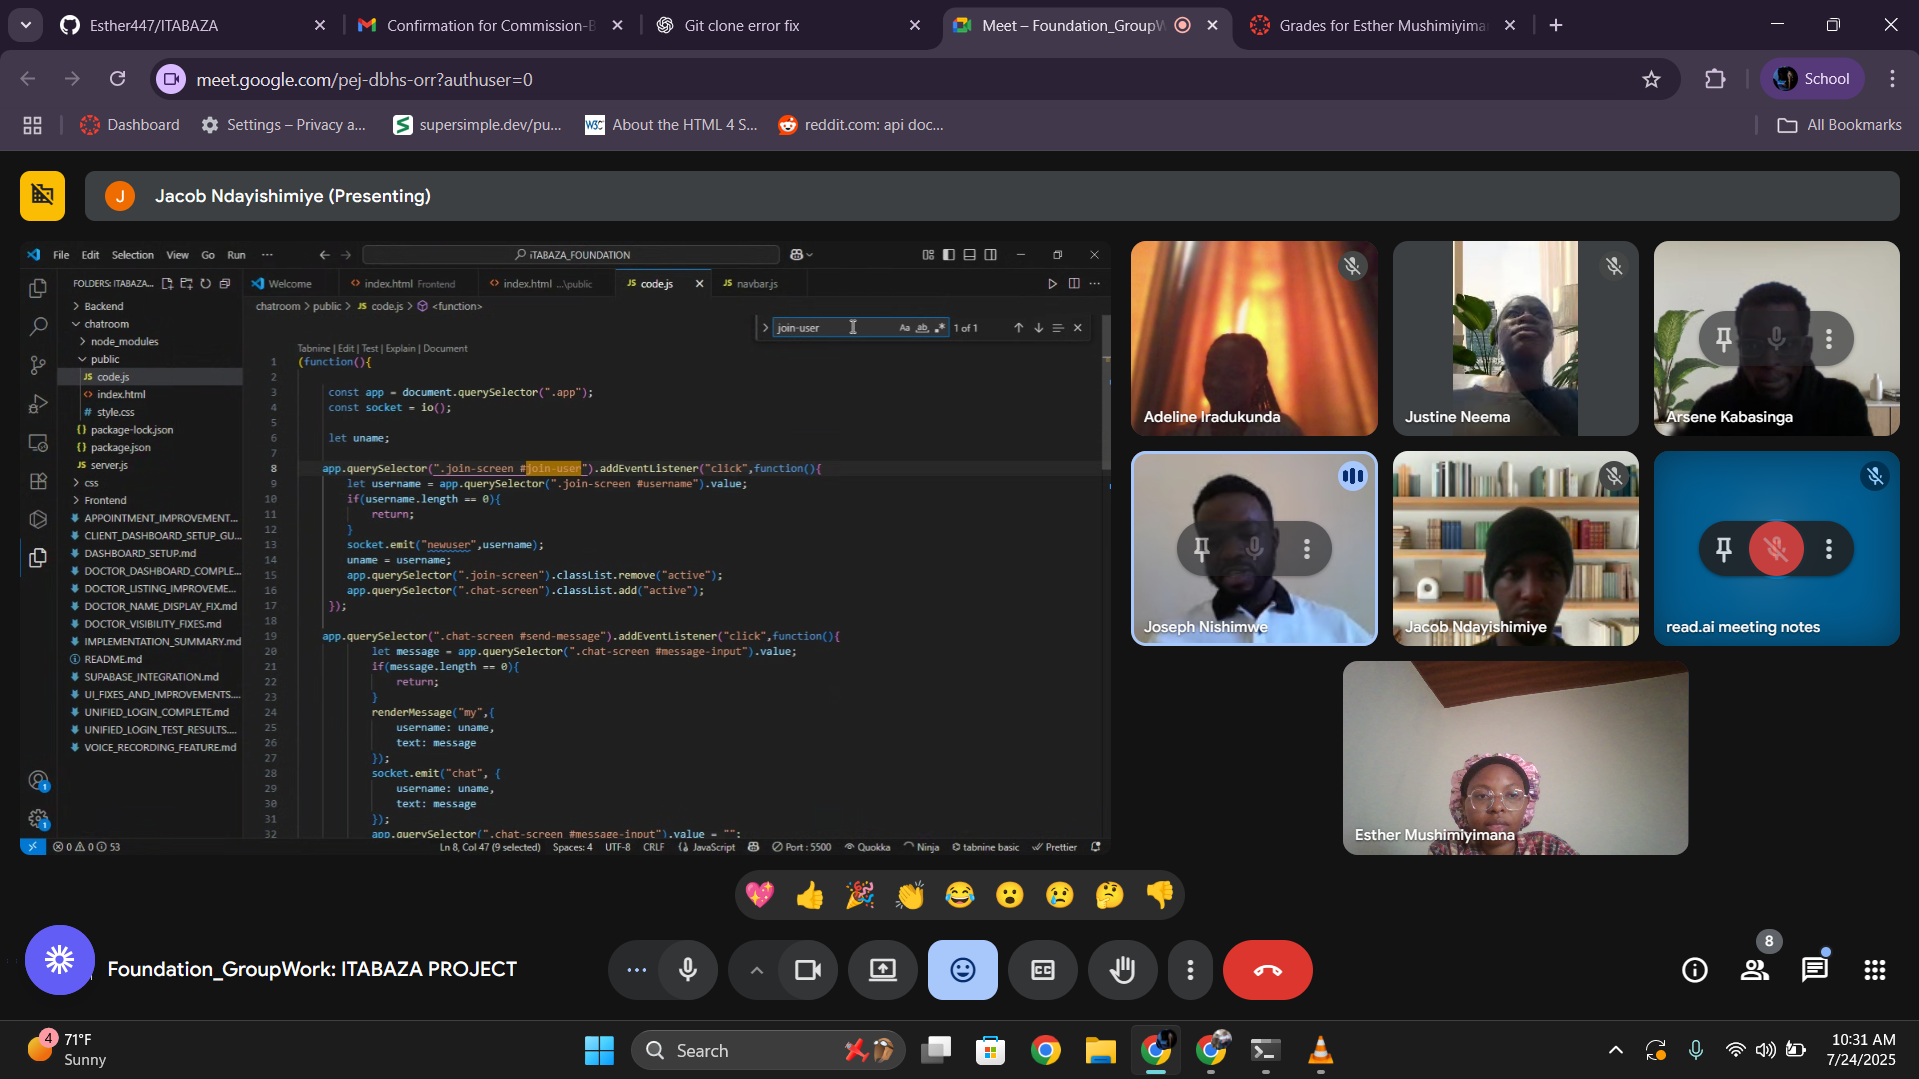 Esther447/ITABAZA
Confirmation for Commission-B
Git clone error fix
Meet – Foundation_GroupW
Grades for Esther Mushimiyima
meet.google.com/pej-dbhs-orr?authuser=0
School
Dashboard
Settings – Privacy a...
supersimple.dev/pu...
About the HTML 4 S...
reddit.com: api doc...
All Bookmarks
J
Jacob Ndayishimiye (Presenting)
File Edit Selection View Go Run ···
iTABAZA_FOUNDATION
FOLDERS: ITABAZA...
Welcome
index.html Frontend
index.html ...\public
code.js
navbar.js
Backend
chatroom
node_modules
public
code.js
index.html
style.css
package-lock.json
package.json
server.js
css
Frontend
APPOINTMENT_IMPROVEMENT...
CLIENT_DASHBOARD_SETUP_GU...
DASHBOARD_SETUP.md
DOCTOR_DASHBOARD_COMPLE...
DOCTOR_LISTING_IMPROVEME...
DOCTOR_NAME_DISPLAY_FIX.md
DOCTOR_VISIBILITY_FIXES.md
IMPLEMENTATION_SUMMARY.md
README.md
SUPABASE_INTEGRATION.md
UI_FIXES_AND_IMPROVEMENTS....
UNIFIED_LOGIN_COMPLETE.md
UNIFIED_LOGIN_TEST_RESULTS....
VOICE_RECORDING_FEATURE.md
chatroom > public > JS code.js > <function>
join-user
Aa ab
1 of 1
Tabnine | Edit | Test | Explain | Document
1 (function(){
2
3 const app = document.querySelector(".app");
4 const socket = io();
5
6 let uname;
7
8 app.querySelector(".join-screen #join-user").addEventListener("click",function(){
9 let username = app.querySelector(".join-screen #username").value;
10 if(username.length == 0){
11 return;
12 }
13 socket.emit("newuser",username);
14 uname = username;
15 app.querySelector(".join-screen").classList.remove("active");
16 app.querySelector(".chat-screen").classList.add("active");
17 });
18
19 app.querySelector(".chat-screen #send-message").addEventListener("click",function(){
20 let message = app.querySelector(".chat-screen #message-input").value;
21 if(message.length == 0){
22 return;
23 }
24 renderMessage("my",{
25 username: uname,
26 text: message
27 });
28 socket.emit("chat", {
29 username: uname,
30 text: message
31 });
32 app.querySelector(".chat-screen #message-input").value = "";
0 0 53
Ln 8, Col 47 (9 selected) Spaces: 4 UTF-8 CRLF {} JavaScript Port : 5500 Quokka Ninja tabnine basic Prettier
Adeline Iradukunda
Justine Neema
Arsene Kabasinga
Joseph Nishimwe
Jacob Ndayishimiye
read.ai meeting notes
Esther Mushimiyimana
Foundation_GroupWork: ITABAZA PROJECT
8
4
71°F
Sunny
Search
10:31 AM
7/24/2025